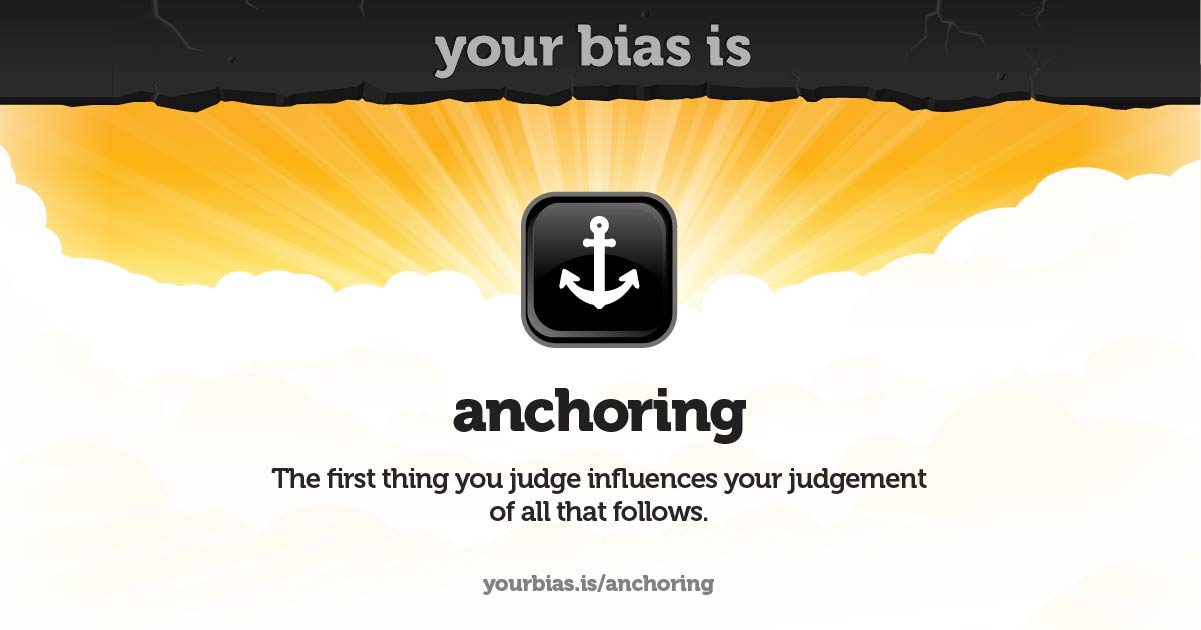 your bias is
anchoring
The first thing you judge influences your judgement
of all that follows.
yourbias.is/anchoring